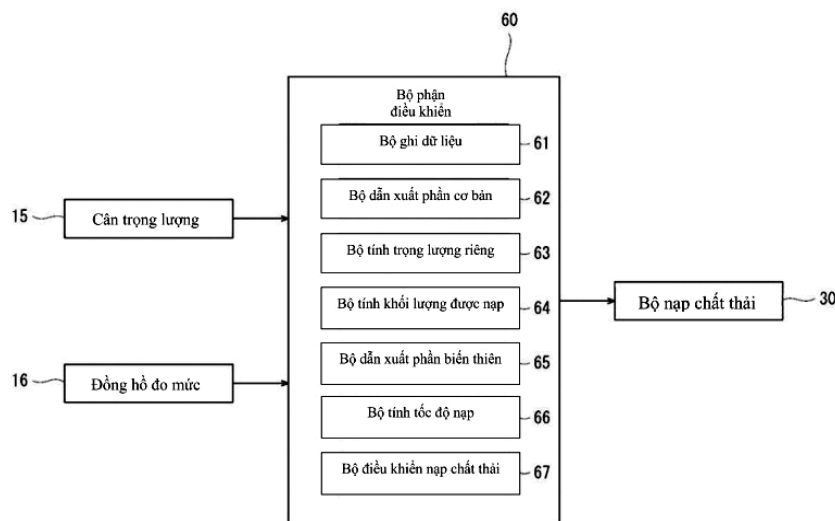 60
Bộ phận
điều khiển
Bộ ghi dữ liệu
61
Bộ dẫn xuất phần cơ bản
62
15
Cân trọng lượng
Bộ tính trọng lượng riêng
63
Bộ tính khối lượng được nạp
64
Bộ nạp chất thải
30
Bộ dẫn xuất phần biến thiên
65
16
Đồng hồ đo mức
Bộ tính tốc độ nạp
66
Bộ điều khiển nạp chất thải
67